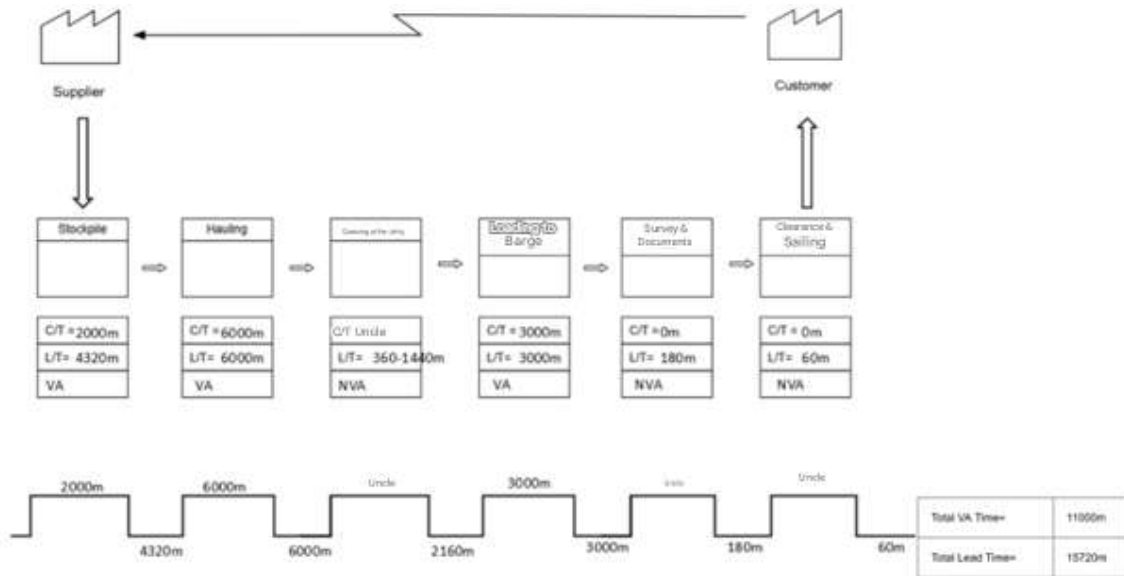 Supplier
Customer
Stockpile
Hauling
Loading to
Barge
Survey &
Documents
Clearance &
Sailing
C/T =2000m
L/T= 4320m
VA
C/T =6000m
L/T= 6000m
VA
C/T Uncle
L/T= 360-1440m
NVA
C/T =3000m
L/T= 3000m
VA
C/T =0m
L/T= 180m
NVA
C/T = 0m
L/T= 60m
NVA
2000m
6000m
Uncle
3000m
Uncle
4320m
6000m
2160m
3000m
180m
60m
Total VA Time=
11000m
Total Lead Time=
15720m